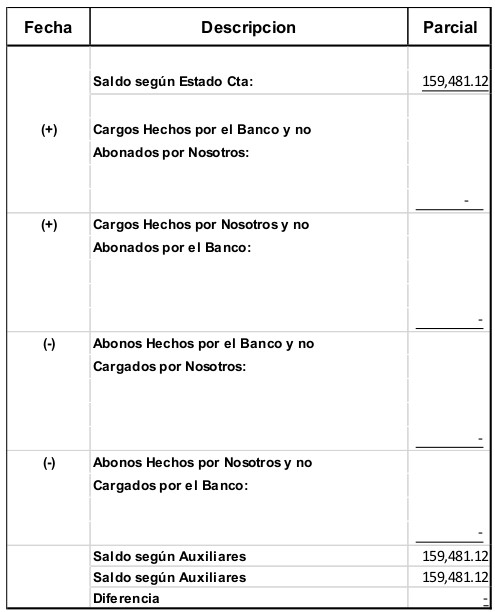 Fecha Descripcion Parcial
Saldo según Estado Cta: 159,481.12
(+) Cargos Hechos por el Banco y no
Abonados por Nosotros:
-
(+) Cargos Hechos por Nosotros y no
Abonados por el Banco:
-
(-) Abonos Hechos por el Banco y no
Cargados por Nosotros:
-
(-) Abonos Hechos por Nosotros y no
Cargados por el Banco:
-
Saldo según Auxiliares 159,481.12
Saldo según Auxiliares 159,481.12
Diferencia -